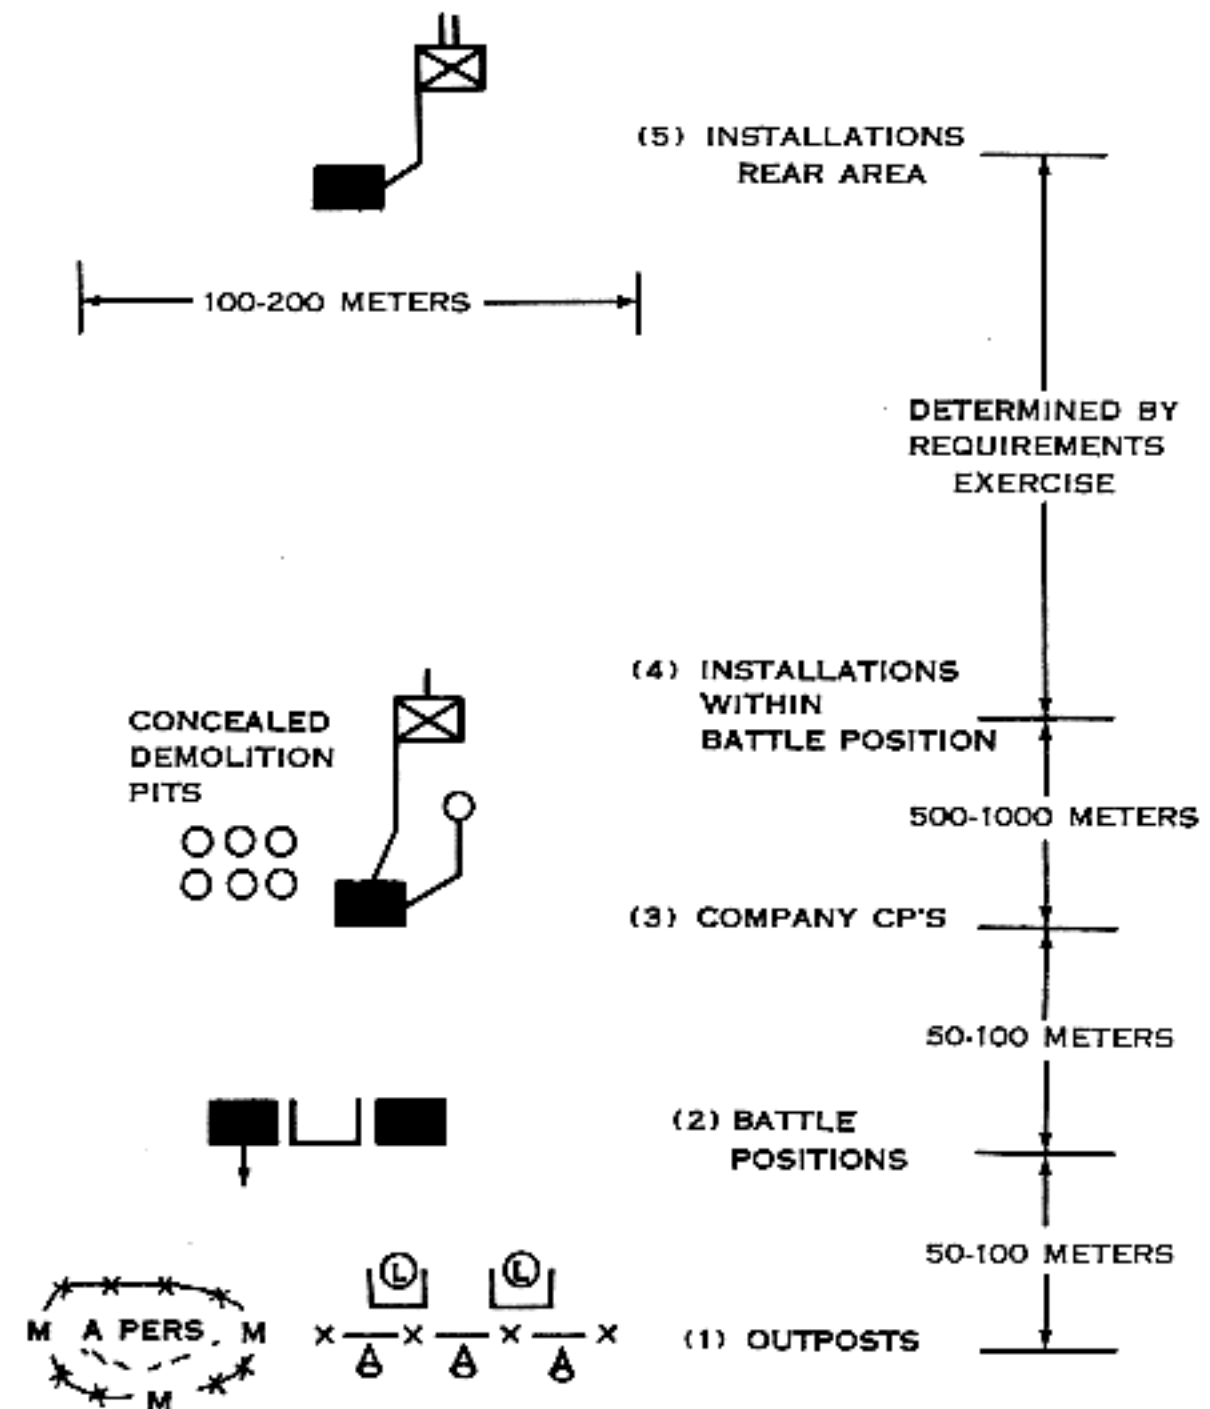 (5) INSTALLATIONS
REAR AREA
100-200 METERS
DETERMINED BY
REQUIREMENTS
EXERCISE
(4) INSTALLATIONS
WITHIN
BATTLE POSITION
CONCEALED
DEMOLITION
PITS
500-1000 METERS
(3) COMPANY CP'S
50-100 METERS
(2) BATTLE
POSITIONS
50-100 METERS
L L
M A PERS. M
(1) OUTPOSTS
M